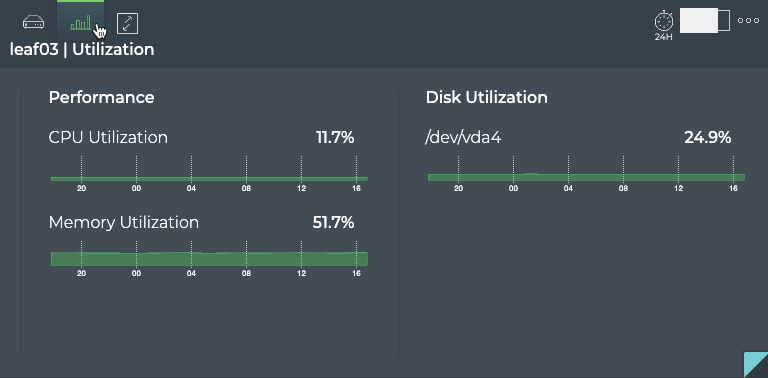 24H
leaf03 | Utilization
Performance
CPU Utilization 11.7%
20 00 04 08 12 16
Memory Utilization 51.7%
20 00 04 08 12 16
Disk Utilization
/dev/vda4 24.9%
20 00 04 08 12 16